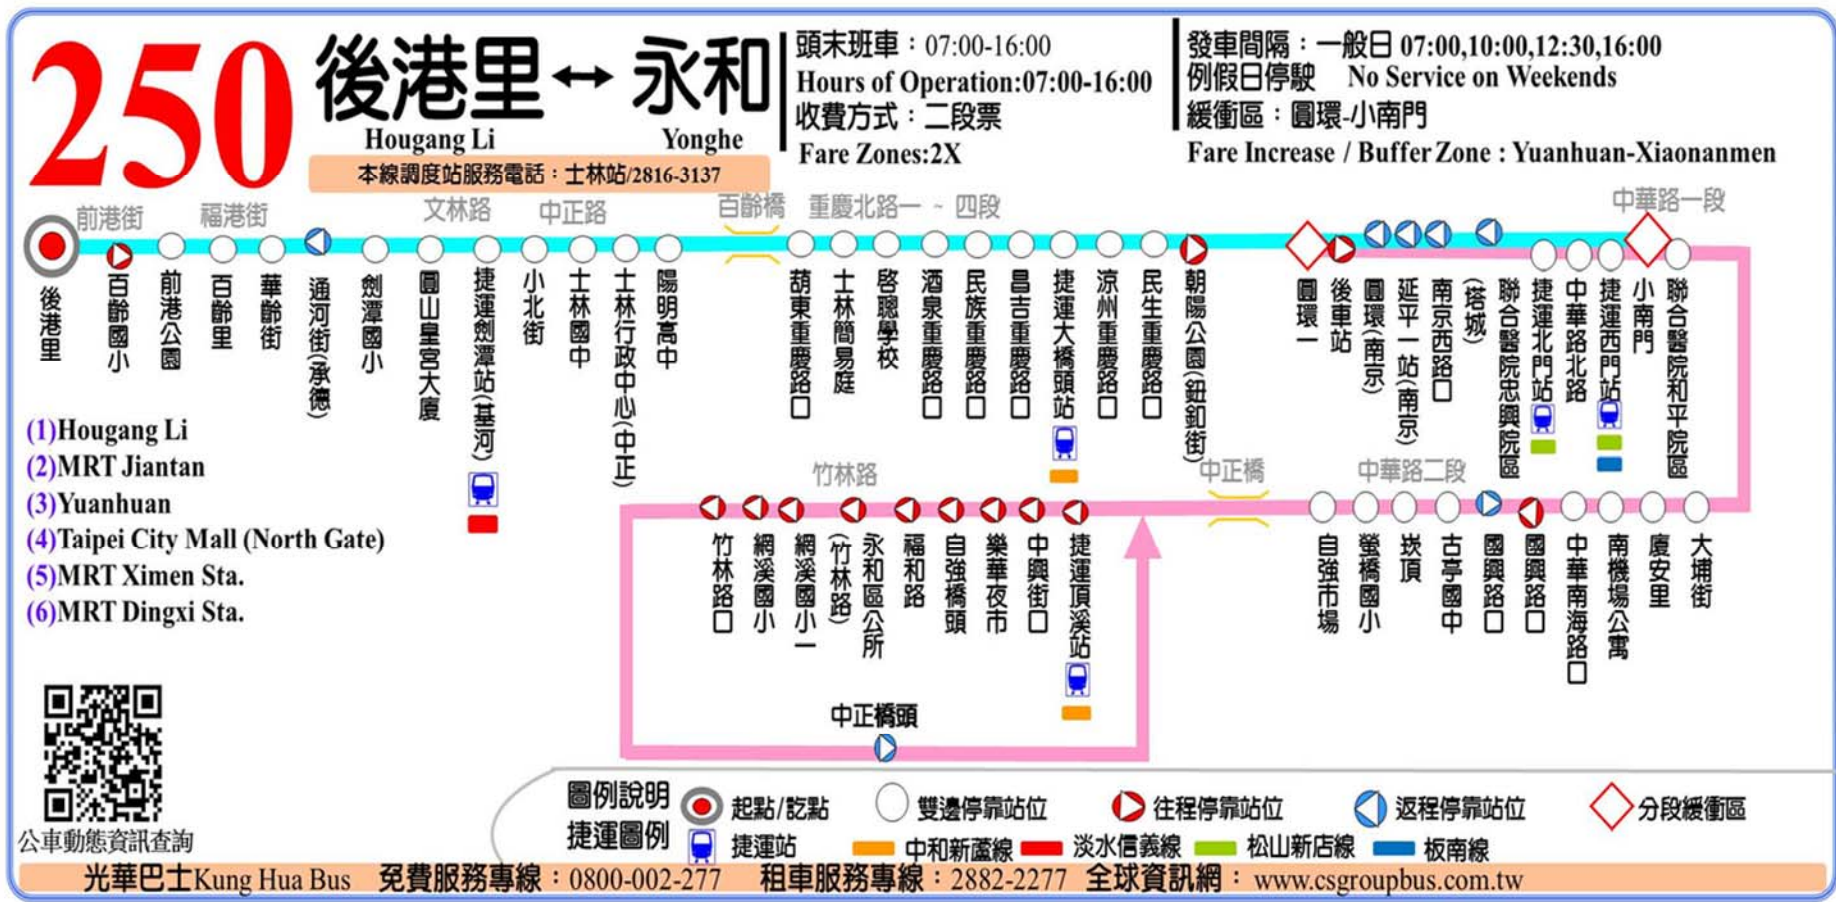 250
後港里↔永和
Hougang Li Yonghe
本線調度站服務電話：士林站/2816-3137
頭末班車：07:00-16:00
Hours of Operation:07:00-16:00
收費方式：二段票
Fare Zones:2X
發車間隔：一般日 07:00,10:00,12:30,16:00
例假日停駛 No Service on Weekends
緩衝區：圓環-小南門
Fare Increase / Buffer Zone : Yuanhuan-Xiaonanmen
前港街
福港街
文林路
中正路
百齡橋
重慶北路一 ~ 四段
中華路一段
後港里
百齡國小
前港公園
百齡里
華齡街
通河街(承德)
劍潭國小
圓山皇宮大廈
捷運劍潭站(基河)
小北街
士林國中
士林行政中心(中正)
陽明高中
葫東重慶路口
士林簡易庭
啓聰學校
酒泉重慶路口
民族重慶路口
昌吉重慶路口
捷運大橋頭站
涼州重慶路口
民生重慶路口
朝陽公園(鈕釦街)
圓環一
後車站
圓環(南京)
延平一站(南京)
南京西路口
(塔城)
聯合醫院忠興院區
捷運北門站
中華路北路
捷運西門站
小南門
聯合醫院和平院區
(1)Hougang Li
(2)MRT Jiantan
(3)Yuanhuan
(4)Taipei City Mall (North Gate)
(5)MRT Ximen Sta.
(6)MRT Dingxi Sta.
竹林路
中正橋
中華路二段
竹林路口
網溪國小
網溪國小一
(竹林路)
永和區公所
福和路
自強橋頭
樂華夜市
中興街口
捷運頂溪站
自強市場
螢橋國小
崁頂
古亭國中
國興路口
國興路口
中華南海路口
南機場公寓
廈安里
大埔街
中正橋頭
公車動態資訊查詢
圖例說明 起點/訖點 雙邊停靠站位 往程停靠站位 返程停靠站位 分段緩衝區
捷運圖例 捷運站 中和新蘆線 淡水信義線 松山新店線 板南線
光華巴士Kung Hua Bus 免費服務專線：0800-002-277 租車服務專線：2882-2277 全球資訊網： www.csgroupbus.com.tw